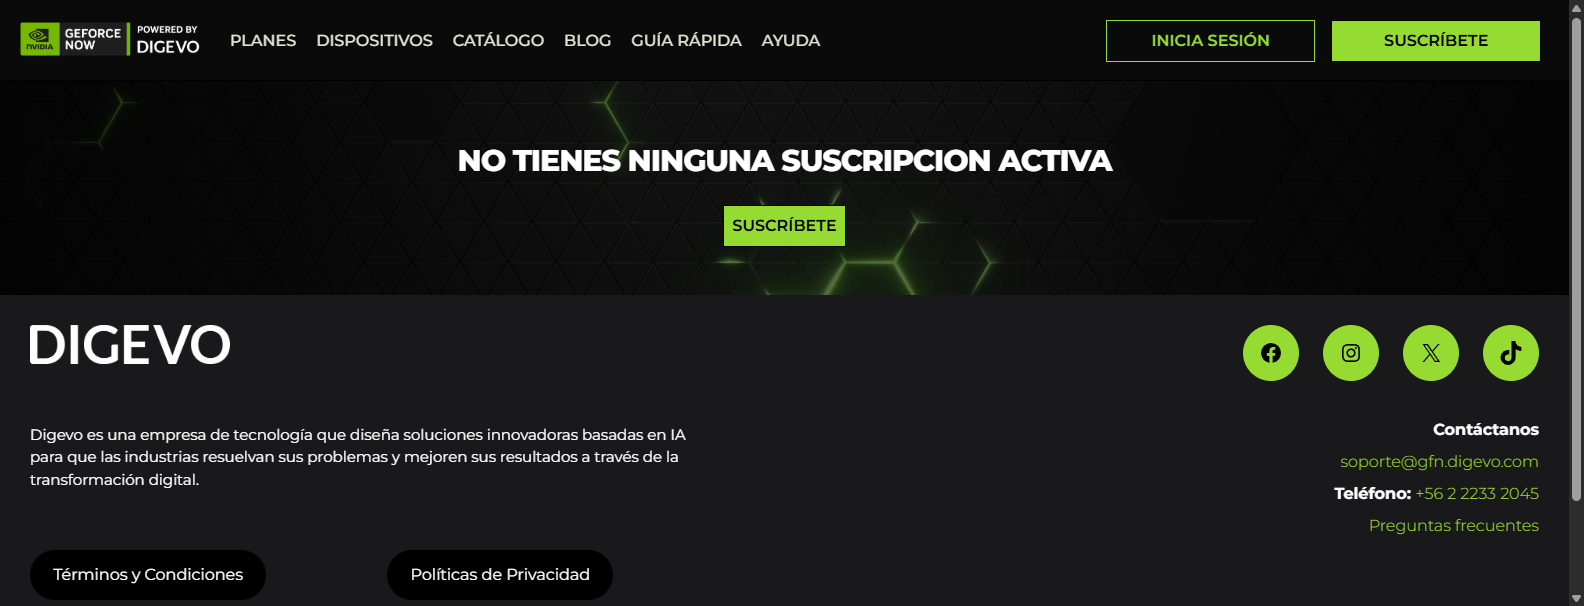 NVIDIA
GEFORCE NOW
POWERED BY
DIGEVO
PLANES
DISPOSITIVOS
CATÁLOGO
BLOG
GUÍA RÁPIDA
AYUDA
INICIA SESIÓN
SUSCRÍBETE
NO TIENES NINGUNA SUSCRIPCION ACTIVA
SUSCRÍBETE
DIGEVO
Digevo es una empresa de tecnología que diseña soluciones innovadoras basadas en IA
para que las industrias resuelvan sus problemas y mejoren sus resultados a través de la
transformación digital.
Contáctanos
soporte@gfn.digevo.com
Teléfono: +56 2 2233 2045
Preguntas frecuentes
Términos y Condiciones
Políticas de Privacidad